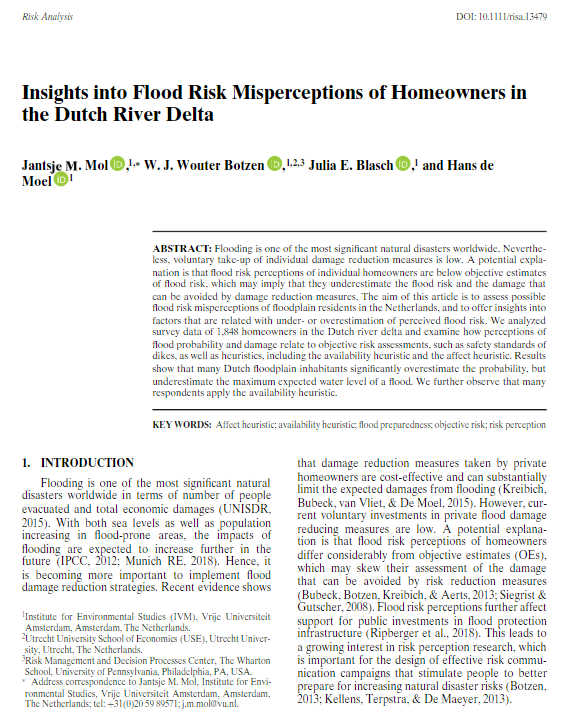 Risk Analysis
DOI: 10.1111/risa.13479
Insights into Flood Risk Misperceptions of Homeowners in
the Dutch River Delta
Jantsje M. Mol iD,1,* W. J. Wouter Botzen iD,1,2,3 Julia E. Blasch iD,1 and Hans de
Moel iD1
ABSTRACT: Flooding is one of the most significant natural disasters worldwide. Neverthe-
less, voluntary take-up of individual damage reduction measures is low. A potential expla-
nation is that flood risk perceptions of individual homeowners are below objective estimates
of flood risk, which may imply that they underestimate the flood risk and the damage that
can be avoided by damage reduction measures. The aim of this article is to assess possible
flood risk misperceptions of floodplain residents in the Netherlands, and to offer insights into
factors that are related with under- or overestimation of perceived flood risk. We analyzed
survey data of 1,848 homeowners in the Dutch river delta and examine how perceptions of
flood probability and damage relate to objective risk assessments, such as safety standards of
dikes, as well as heuristics, including the availability heuristic and the affect heuristic. Results
show that many Dutch floodplain inhabitants significantly overestimate the probability, but
underestimate the maximum expected water level of a flood. We further observe that many
respondents apply the availability heuristic.
KEY WORDS: Affect heuristic; availability heuristic; flood preparedness; objective risk; risk perception
1. INTRODUCTION
Flooding is one of the most significant natural
disasters worldwide in terms of number of people
evacuated and total economic damages (UNISDR,
2015). With both sea levels as well as population
increasing in flood-prone areas, the impacts of
flooding are expected to increase further in the
future (IPCC, 2012; Munich RE, 2018). Hence, it
is becoming more important to implement flood
damage reduction strategies. Recent evidence shows
1Institute for Environmental Studies (IVM), Vrije Universiteit
Amsterdam, Amsterdam, The Netherlands.
2Utrecht University School of Economics (USE), Utrecht Univer-
sity, Utrecht, The Netherlands.
3Risk Management and Decision Processes Center, The Wharton
School, University of Pennsylvania, Philadelphia, PA, USA.
* Address correspondence to Jantsje M. Mol, Institute for Envi-
ronmental Studies, Vrije Universiteit Amsterdam, Amsterdam,
The Netherlands; tel: +31(0)20 59 89571; j.m.mol@vu.nl.
that damage reduction measures taken by private
homeowners are cost-effective and can substantially
limit the expected damages from flooding (Kreibich,
Bubeck, van Vliet, & De Moel, 2015). However, cur-
rent voluntary investments in private flood damage
reducing measures are low. A potential explana-
tion is that flood risk perceptions of homeowners
differ considerably from objective estimates (OEs),
which may skew their assessment of the damage
that can be avoided by risk reduction measures
(Bubeck, Botzen, Kreibich, & Aerts, 2013; Siegrist &
Gutscher, 2008). Flood risk perceptions further affect
support for public investments in flood protection
infrastructure (Ripberger et al., 2018). This leads to
a growing interest in risk perception research, which
is important for the design of effective risk commu-
nication campaigns that stimulate people to better
prepare for increasing natural disaster risks (Botzen,
2013; Kellens, Terpstra, & De Maeyer, 2013).